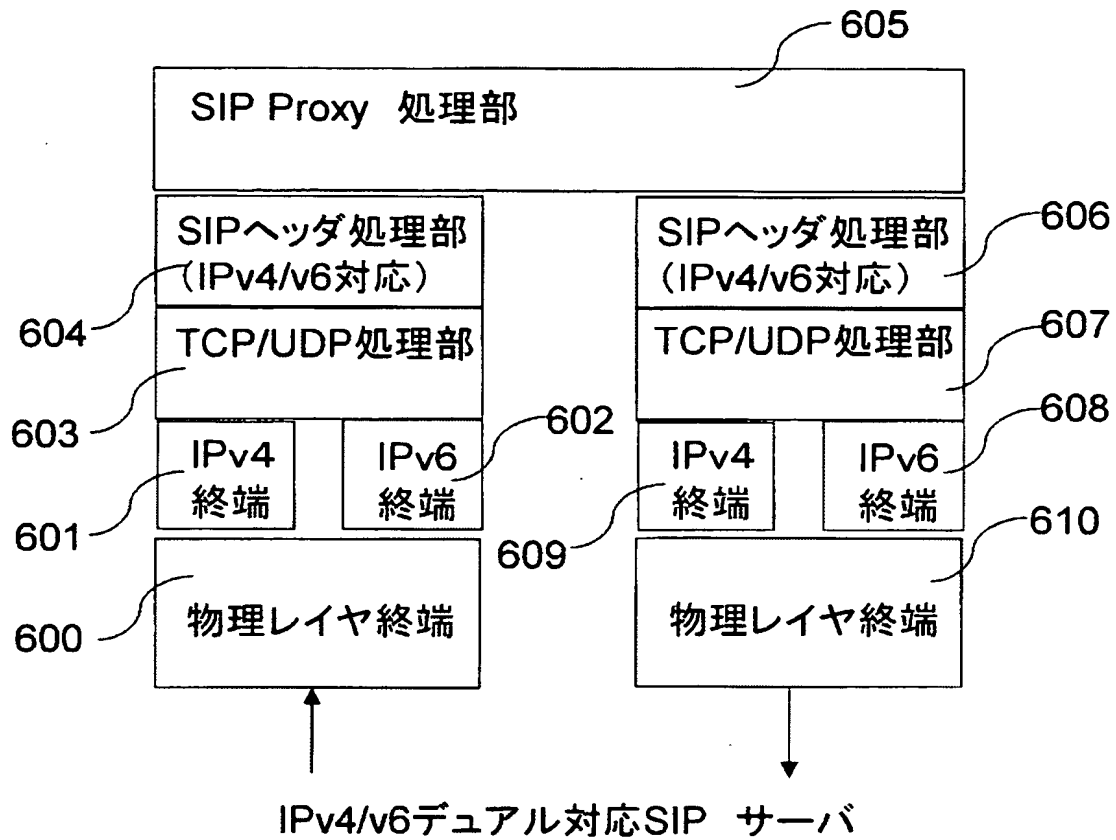 605
SIP Proxy 処理部
SIPヘッダ処理部
(IPv4/v6対応)
604
SIPヘッダ処理部
(IPv4/v6対応)
606
TCP/UDP処理部
603
TCP/UDP処理部
607
IPv4
終端
601
IPv6
終端
602
IPv4
終端
609
IPv6
終端
608
物理レイヤ終端
600
物理レイヤ終端
610
IPv4/v6デュアル対応SIP サーバ